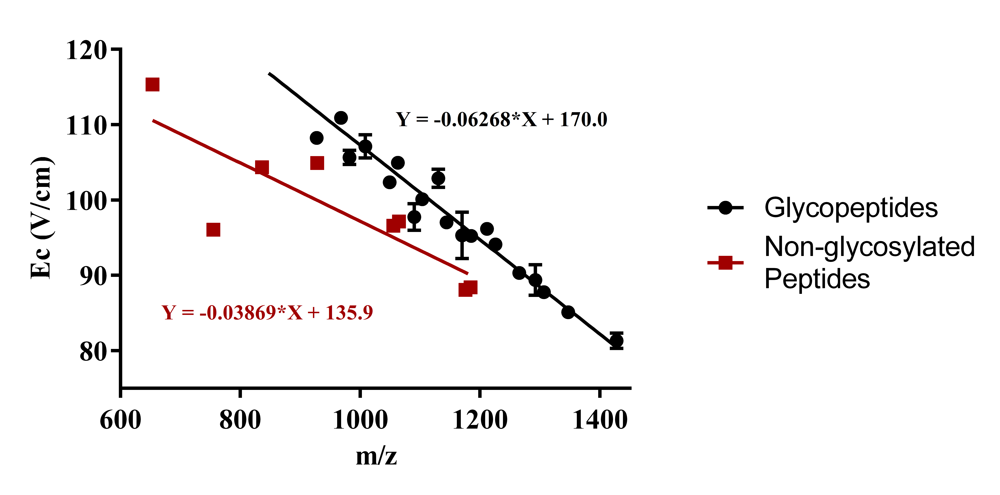 120
110
100
90
80
Ec (V/cm)
Y = -0.06268*X + 170.0
Y = -0.03869*X + 135.9
600 800 1000 1200 1400
m/z
Glycopeptides
Non-glycosylated
Peptides